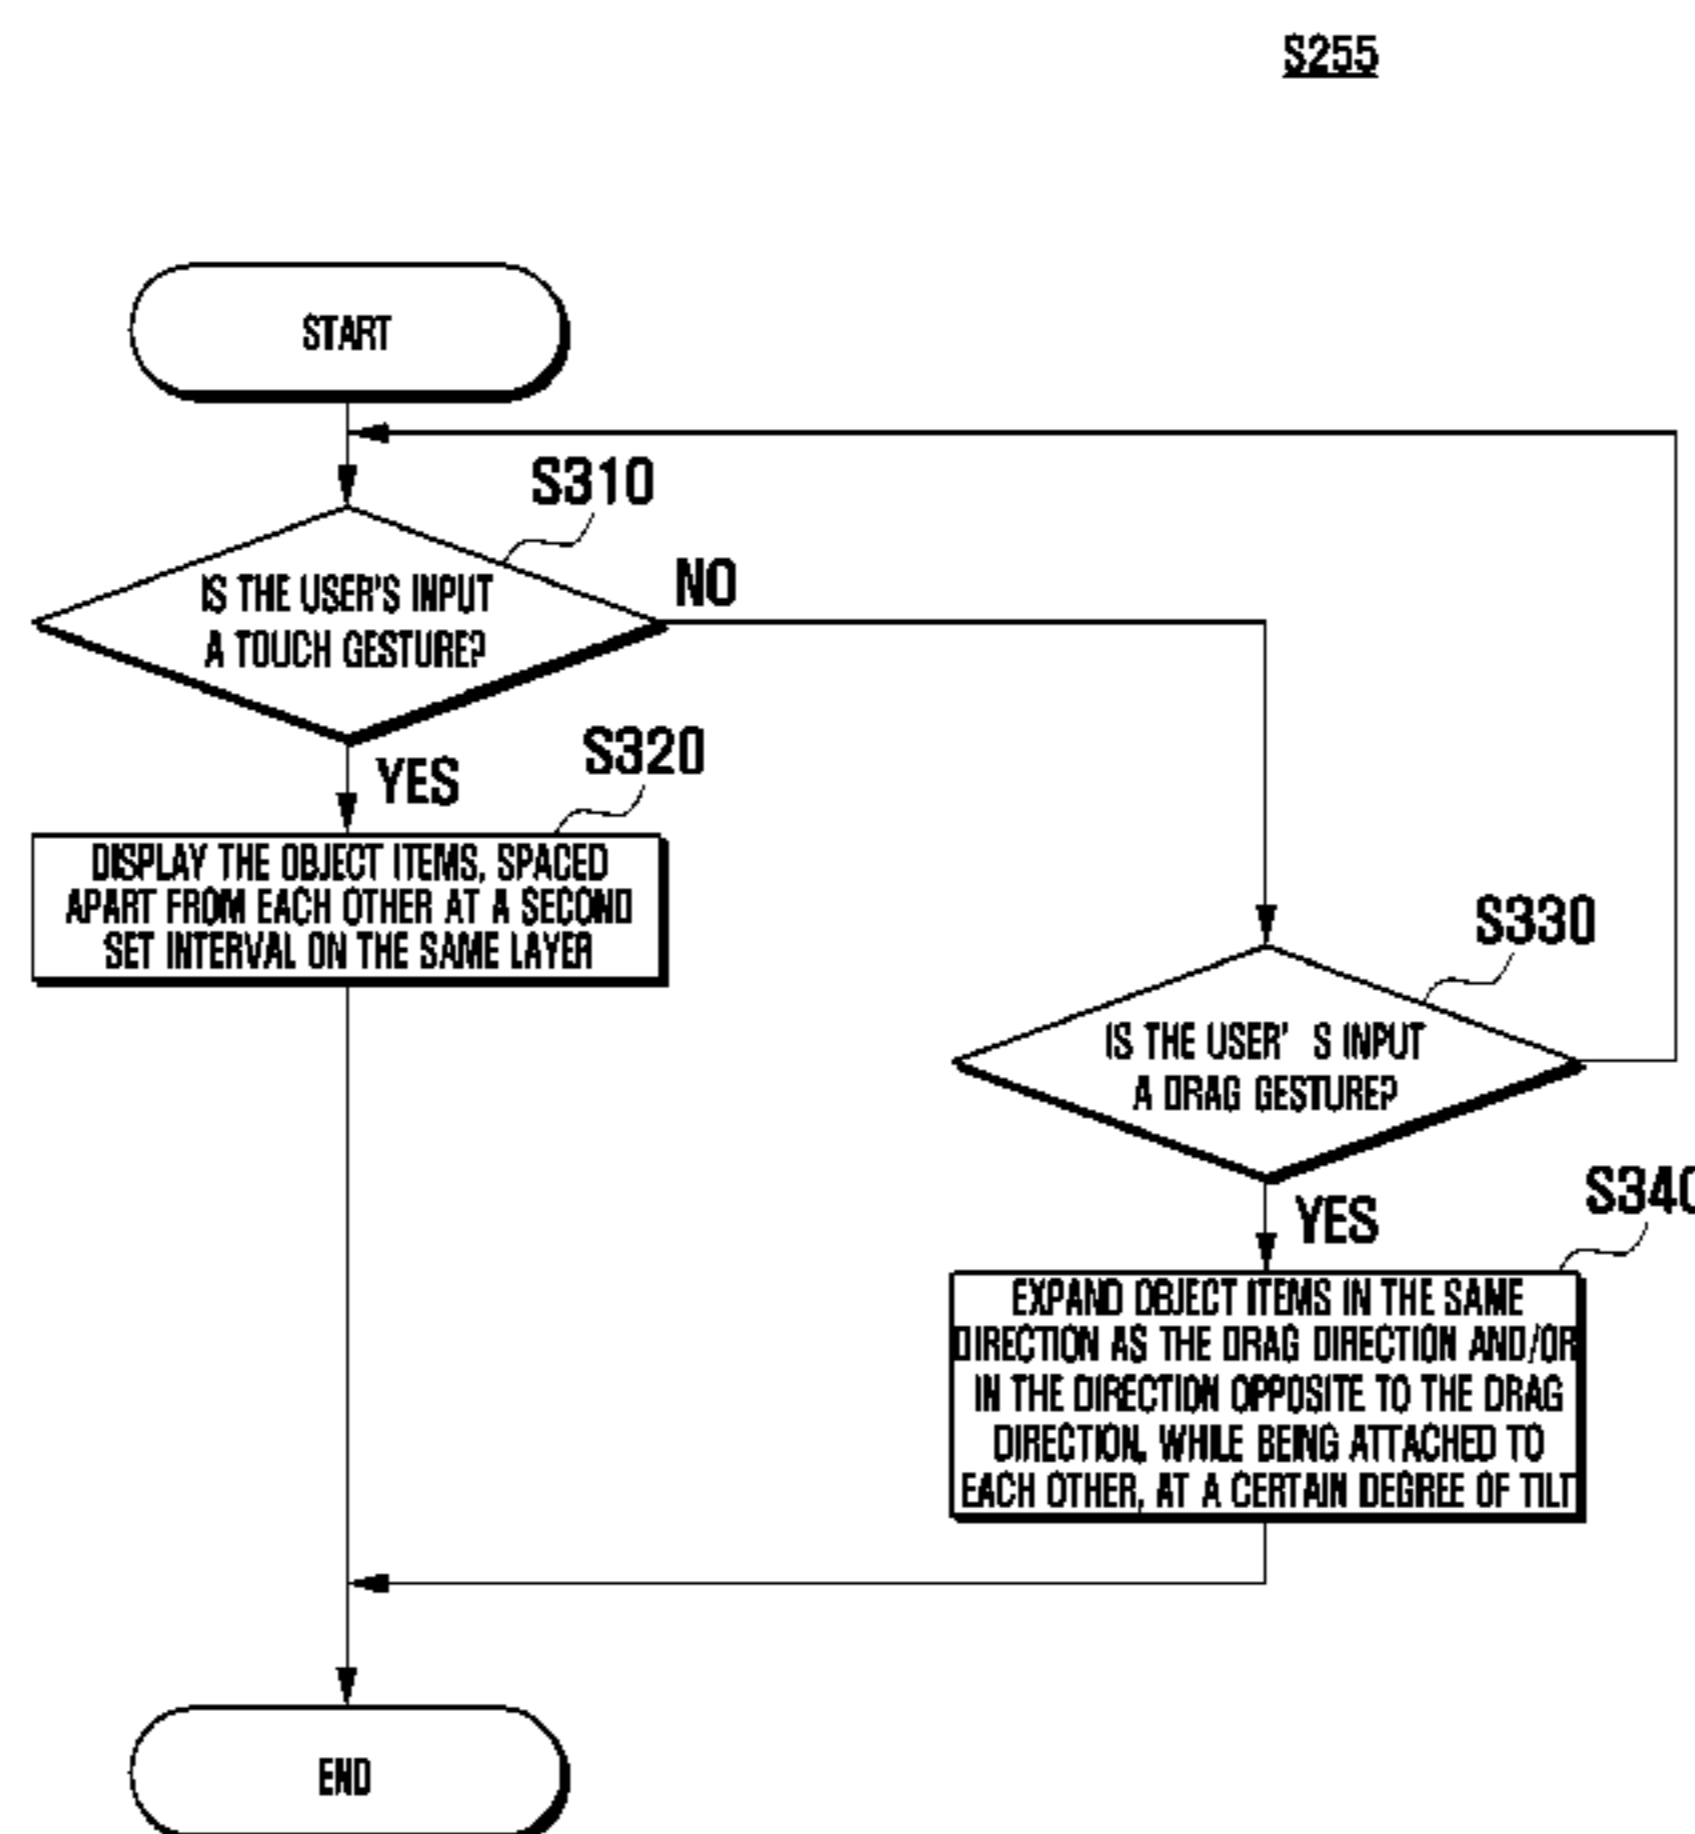 S255
START
S310
IS THE USER'S INPUT
A TOUCH GESTURE?
NO
YES
S320
DISPLAY THE OBJECT ITEMS, SPACED
APART FROM EACH OTHER AT A SECOND
SET INTERVAL ON THE SAME LAYER
S330
IS THE USER' S INPUT
A DRAG GESTURE?
YES
S340
EXPAND OBJECT ITEMS IN THE SAME
DIRECTION AS THE DRAG DIRECTION AND/OR
IN THE DIRECTION OPPOSITE TO THE DRAG
DIRECTION, WHILE BEING ATTACHED TO
EACH OTHER, AT A CERTAIN DEGREE OF TILT
END